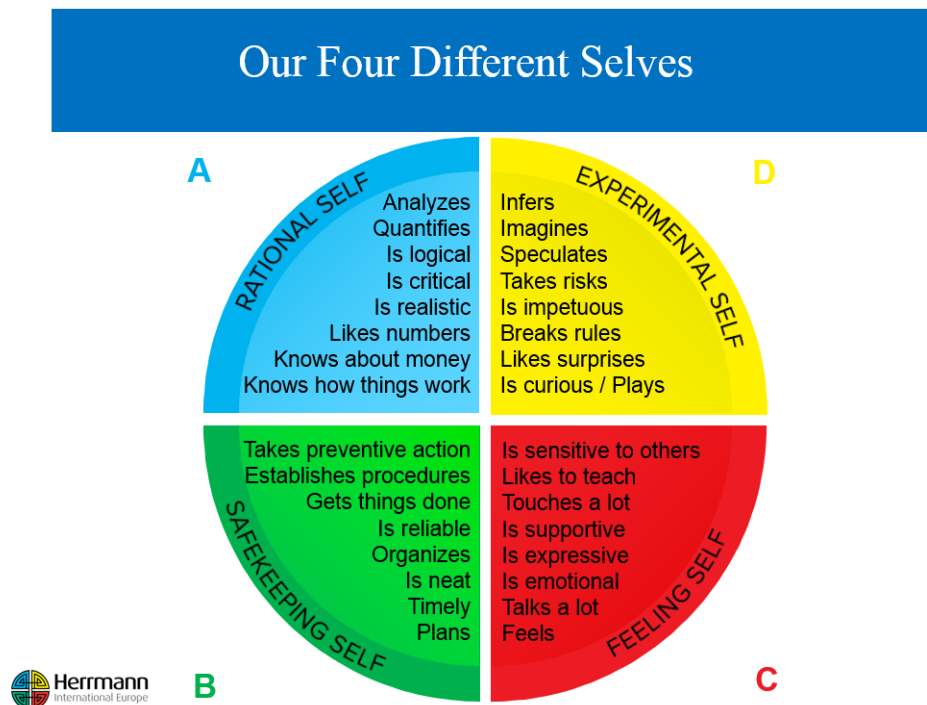 Our Four Different Selves
A
RATIONAL SELF
Analyzes
Quantifies
Is logical
Is critical
Is realistic
Likes numbers
Knows about money
Knows how things work
D
EXPERIMENTAL SELF
Infers
Imagines
Speculates
Takes risks
Is impetuous
Breaks rules
Likes surprises
Is curious / Plays
SAFEKEEPING SELF
Takes preventive action
Establishes procedures
Gets things done
Is reliable
Organizes
Is neat
Timely
Plans
B
Is sensitive to others
Likes to teach
Touches a lot
Is supportive
Is expressive
Is emotional
Talks a lot
Feels
FEELING SELF
C
Herrmann
International Europe